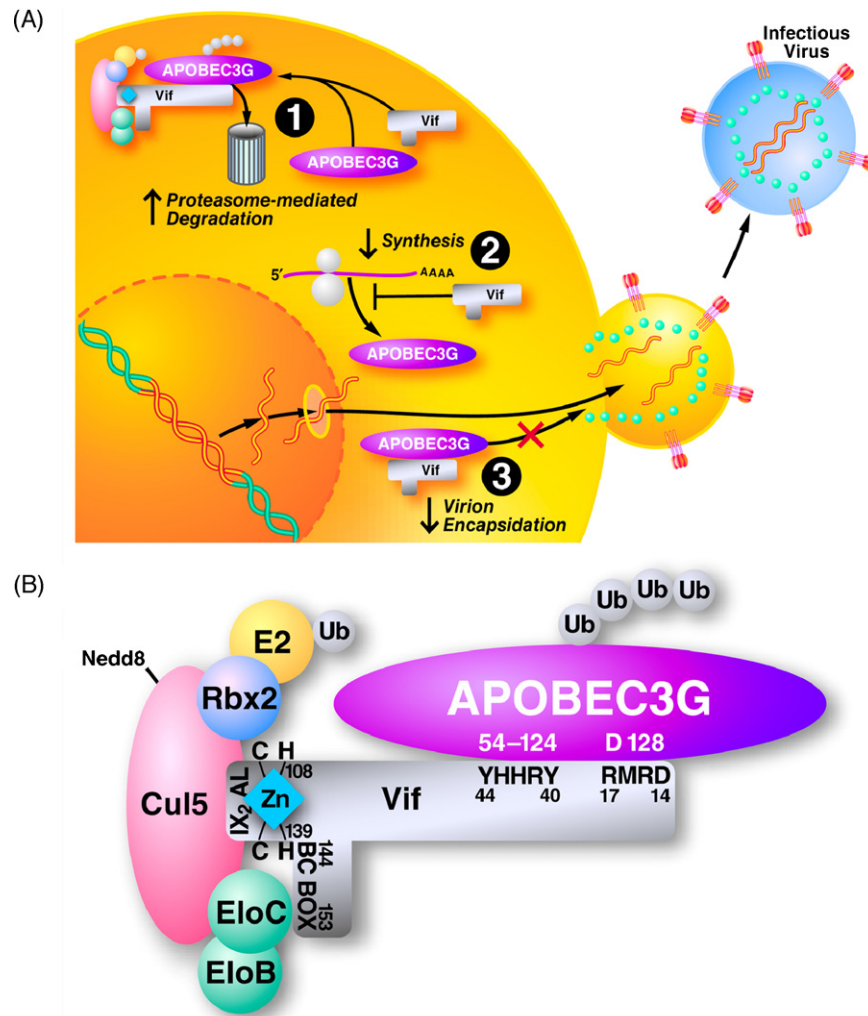 (A)
Infectious
Virus
APOBEC3G
Vif
1
Vif
APOBEC3G
Proteasome-mediated
Degradation
Synthesis
2
5′
AAAA
Vif
APOBEC3G
APOBEC3G
Vif
3
Virion
Encapsidation
(B)
Nedd8
E2
Ub
Rbx2
Ub
Ub
Ub
Ub
APOBEC3G
54–124 D 128
C H
108
YHHRY RMRD
44 40 17 14
Cul5
IX₂ AL
Zn
Vif
139
C H
144
BC BOX
153
EloC
EloB